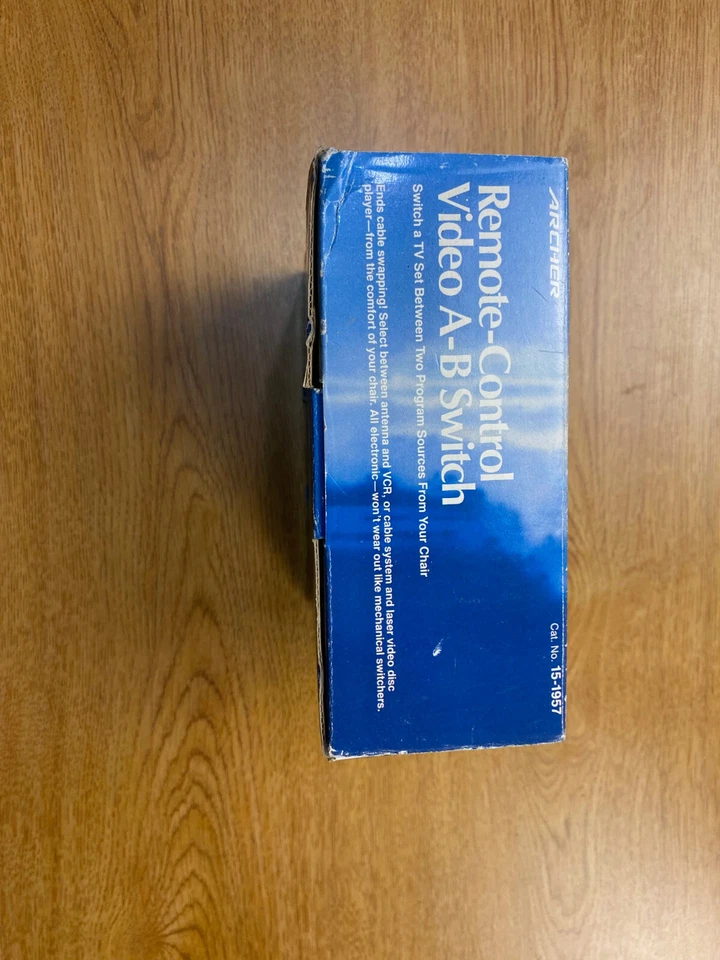 ARCHER
Cat. No. 15-1957
Remote-Control
Video A-B Switch
Switch a TV Set Between Two Program Sources From Your Chair
Ends cable swapping! Select between antenna and VCR, or cable system and laser video disc
player—from the comfort of your chair. All electronic—won't wear out like mechanical switchers.